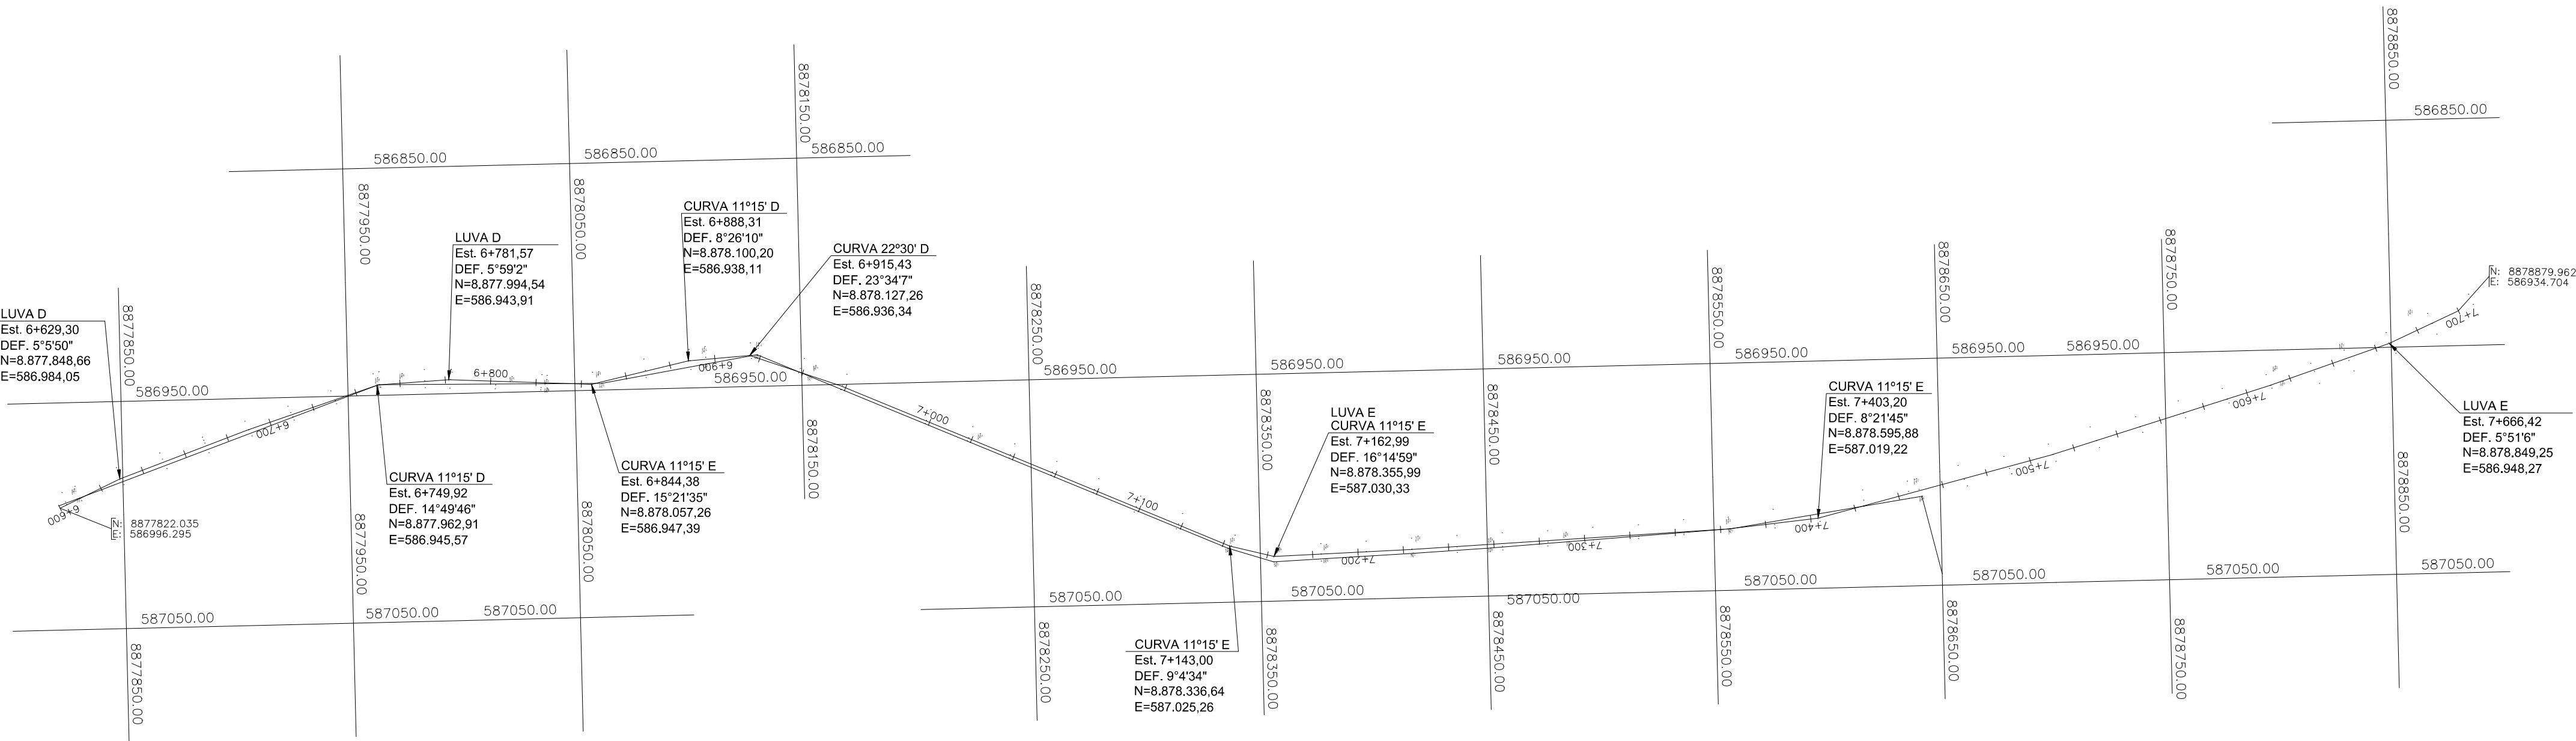 8878850.00
586850.00
8878150.00
586850.00
586850.00
586850.00
8877950.00
8878050.00
CURVA 11º15' D
Est. 6+888,31
DEF. 8°26'10"
N=8.878.100,20
E=586.938,11
LUVA D
Est. 6+781,57
DEF. 5°59'2"
N=8.877.994,54
E=586.943,91
CURVA 22º30' D
Est. 6+915,43
DEF. 23°34'7"
N=8.878.127,26
E=586.936,34
8878250.00
8878550.00
8878650.00
8878750.00
N: 8878879.962
E: 586934.704
7+700
LUVA D
Est. 6+629,30
DEF. 5°5'50"
N=8.877.848,66
E=586.984,05
8877850.00
586950.00
6+800
6+900
586950.00
586950.00
586950.00
586950.00
586950.00
586950.00
8878350.00
8878450.00
7+000
6+700
6+600
N: 8877822.035
E: 586996.295
CURVA 11º15' D
Est. 6+749,92
DEF. 14°49'46"
N=8.877.962,91
E=586.945,57
CURVA 11º15' E
Est. 6+844,38
DEF. 15°21'35"
N=8.878.057,26
E=586.947,39
8878150.00
LUVA E
CURVA 11º15' E
Est. 7+162,99
DEF. 16°14'59"
N=8.878.355,99
E=587.030,33
CURVA 11º15' E
Est. 7+403,20
DEF. 8°21'45"
N=8.878.595,88
E=587.019,22
7+600
LUVA E
Est. 7+666,42
DEF. 5°51'6"
N=8.878.849,25
E=586.948,27
7+100
7+200
7+300
7+400
7+500
8877950.00
8878050.00
8878850.00
587050.00
587050.00
587050.00
587050.00
587050.00
587050.00
587050.00
587050.00
587050.00
587050.00
8877850.00
8878250.00
8878350.00
8878450.00
8878550.00
8878650.00
8878750.00
CURVA 11º15' E
Est. 7+143,00
DEF. 9°4'34"
N=8.878.336,64
E=587.025,26